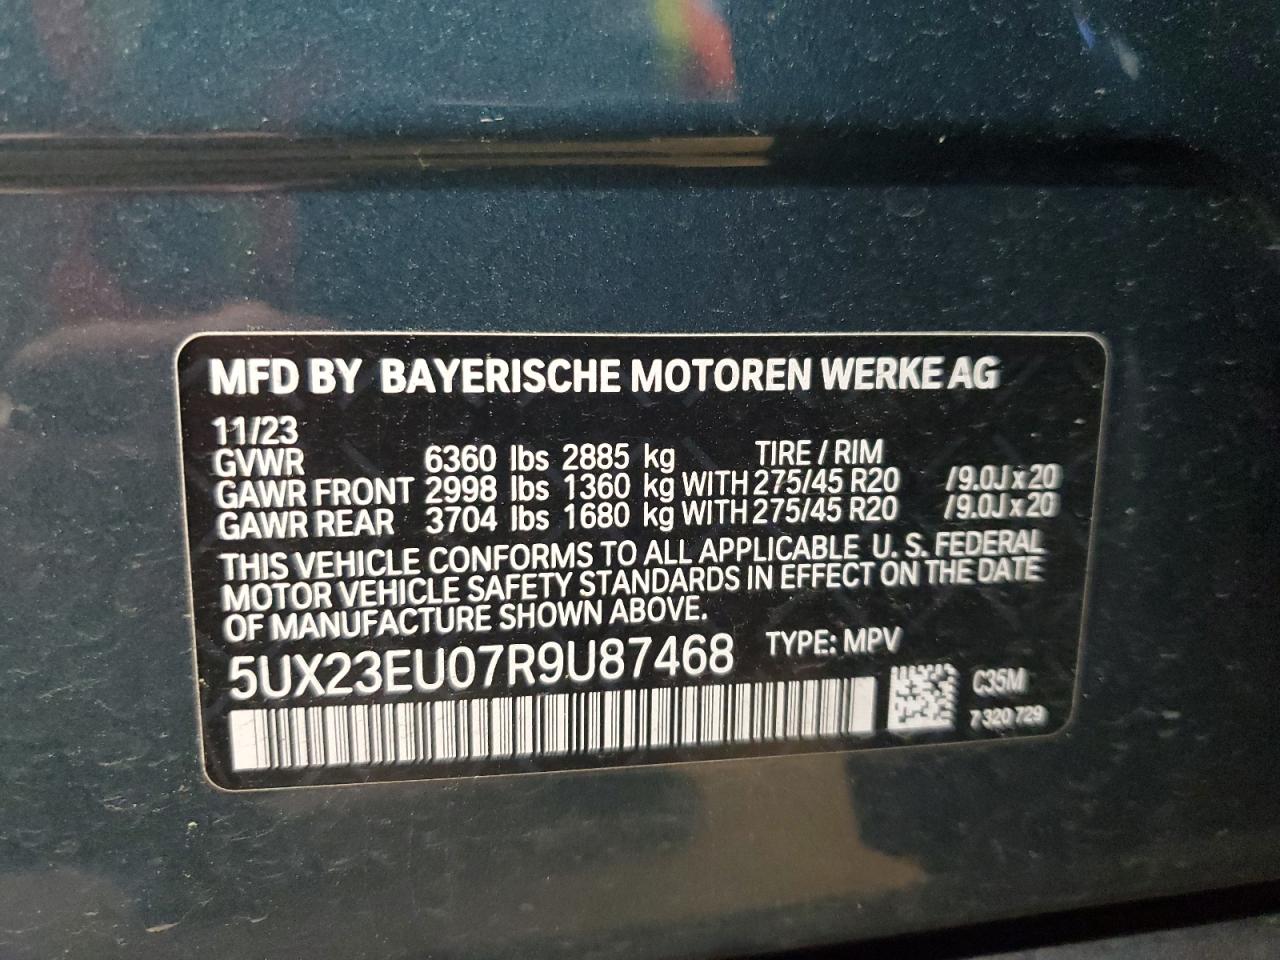 MFD BY BAYERISCHE MOTOREN WERKE AG
11/23
GVWR 6360 lbs 2885 kg TIRE / RIM
GAWR FRONT 2998 lbs 1360 kg WITH 275/45 R20 /9.0J x 20
GAWR REAR 3704 lbs 1680 kg WITH 275/45 R20 /9.0J x 20
THIS VEHICLE CONFORMS TO ALL APPLICABLE U. S. FEDERAL
MOTOR VEHICLE SAFETY STANDARDS IN EFFECT ON THE DATE
OF MANUFACTURE SHOWN ABOVE.
5UX23EU07R9U87468 TYPE: MPV
C35M
7 320 729